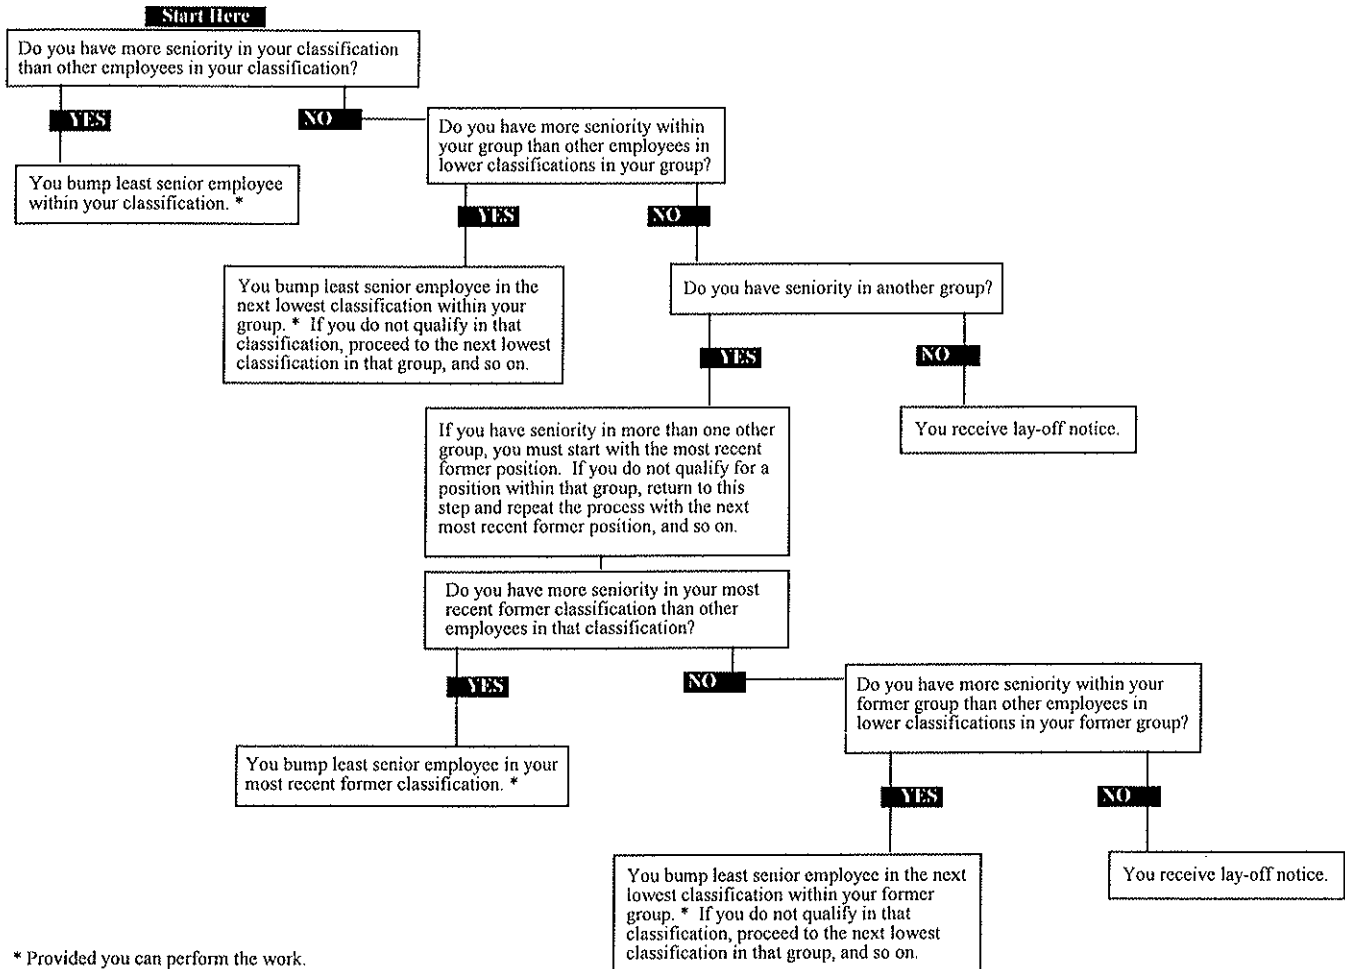 Start Here
Do you have more seniority in your classification
than other employees in your classification?
YES
NO
Do you have more seniority within
your group than other employees in
lower classifications in your group?
You bump least senior employee
within your classification. *
YES
NO
You bump least senior employee in the
next lowest classification within your
group. * If you do not qualify in that
classification, proceed to the next lowest
classification in that group, and so on.
Do you have seniority in another group?
YES
NO
If you have seniority in more than one other
group, you must start with the most recent
former position. If you do not qualify for a
position within that group, return to this
step and repeat the process with the next
most recent former position, and so on.
You receive lay-off notice.
Do you have more seniority in your most
recent former classification than other
employees in that classification?
YES
NO
Do you have more seniority within your
former group than other employees in
lower classifications in your former group?
You bump least senior employee in your
most recent former classification. *
YES
NO
You bump least senior employee in the next
lowest classification within your former
group. * If you do not qualify in that
classification, proceed to the next lowest
classification in that group, and so on.
You receive lay-off notice.
* Provided you can perform the work.